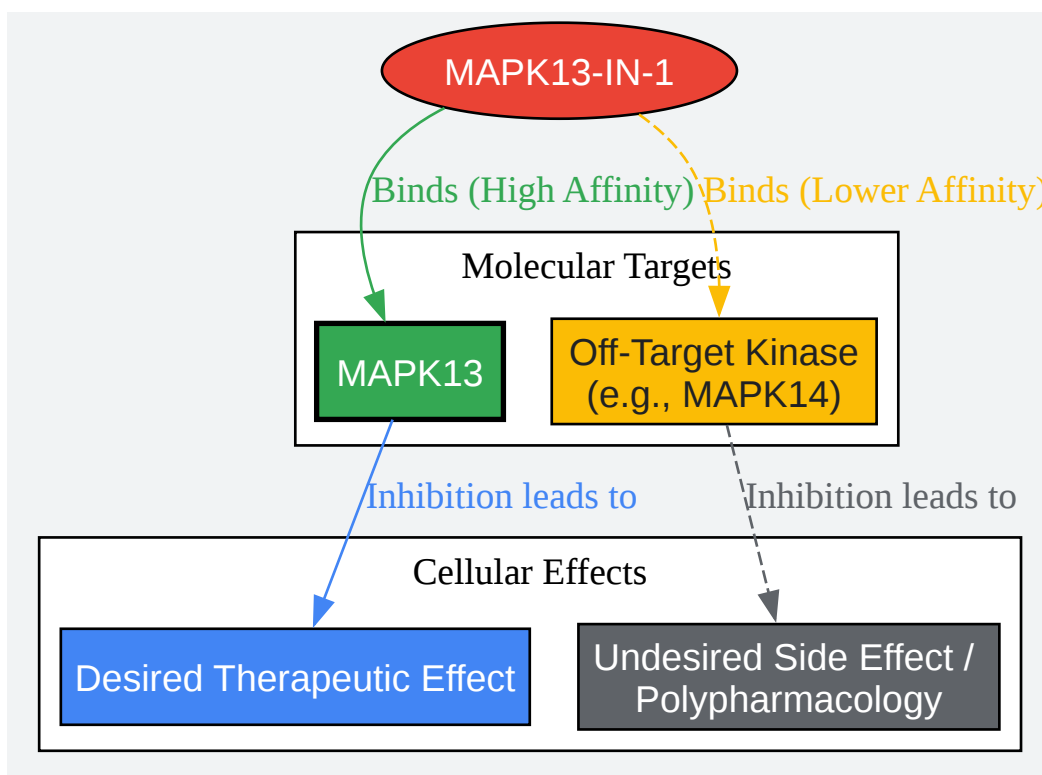 MAPK13-IN-1
Binds (High Affinity)
Binds (Lower Affinity)
Molecular Targets
MAPK13
Off-Target Kinase
(e.g., MAPK14)
Inhibition leads to
Inhibition leads to
Cellular Effects
Desired Therapeutic Effect
Undesired Side Effect /
Polypharmacology